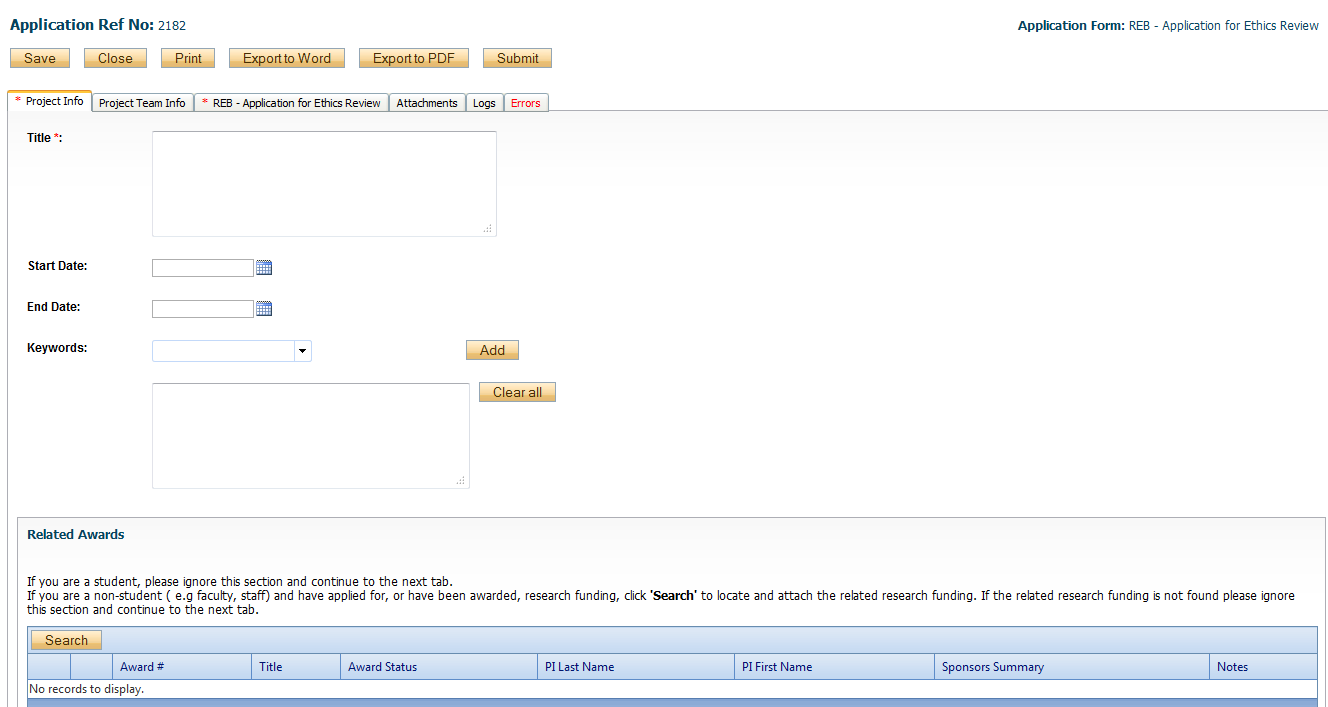 Application Ref No: 2182
Application Form: REB - Application for Ethics Review
Save Close Print Export to Word Export to PDF Submit
* Project Info Project Team Info * REB - Application for Ethics Review Attachments Logs Errors
Title *:
Start Date:
End Date:
Keywords:
Add
Clear all
Related Awards
If you are a student, please ignore this section and continue to the next tab.
If you are a non-student ( e.g faculty, staff) and have applied for, or have been awarded, research funding, click 'Search' to locate and attach the related research funding. If the related research funding is not found please ignore
this section and continue to the next tab.
Search
Award # Title Award Status PI Last Name PI First Name Sponsors Summary Notes
No records to display.